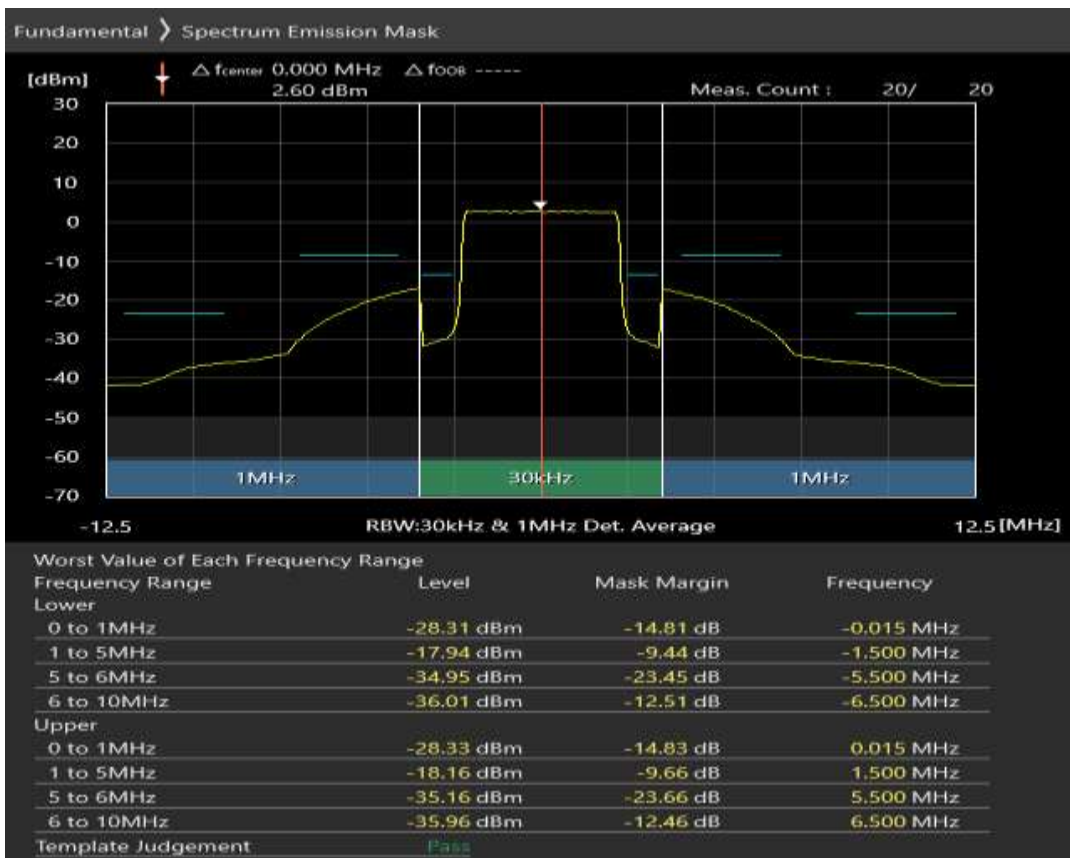 Fundamental ❯ Spectrum Emission Mask
[dBm] △ fcenter 0.000 MHz △ fOOB -----
2.60 dBm Meas. Count : 20/ 20
30
20
10
0
-10
-20
-30
-40
-50
-60
1MHz 30kHz 1MHz
-70
-12.5 RBW:30kHz & 1MHz Det. Average 12.5 [MHz]
Worst Value of Each Frequency Range
Frequency Range Level Mask Margin Frequency
Lower
0 to 1MHz -28.31 dBm -14.81 dB -0.015 MHz
1 to 5MHz -17.94 dBm -9.44 dB -1.500 MHz
5 to 6MHz -34.95 dBm -23.45 dB -5.500 MHz
6 to 10MHz -36.01 dBm -12.51 dB -6.500 MHz
Upper
0 to 1MHz -28.33 dBm -14.83 dB 0.015 MHz
1 to 5MHz -18.16 dBm -9.66 dB 1.500 MHz
5 to 6MHz -35.16 dBm -23.66 dB 5.500 MHz
6 to 10MHz -35.96 dBm -12.46 dB 6.500 MHz
Template Judgement Pass